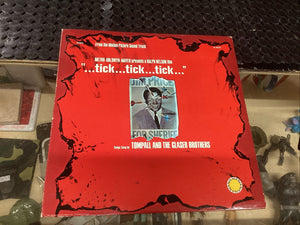 From the Motion Picture Sound Track
METRO-GOLDWYN-MAYER presents A RALPH NELSON Film
"...tick...tick...tick..."
JIM PRICE
FOR SHERIFF
Songs Sung by TOMPALL AND THE GLASER BROTHERS